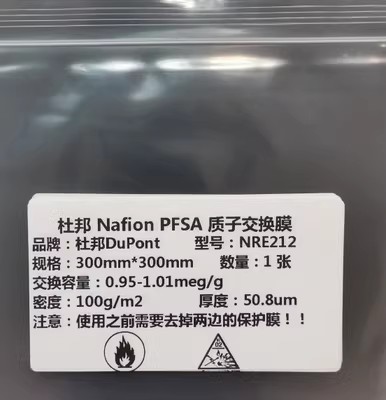 杜邦 Nafion PFSA 质子交换膜
品牌：杜邦DuPont 型号：NRE212
规格：300mm*300mm 数量：1 张
交换容量：0.95-1.01meg/g
密度：100g/m2 厚度：50.8um
注意：使用之前需要去掉两边的保护膜！！